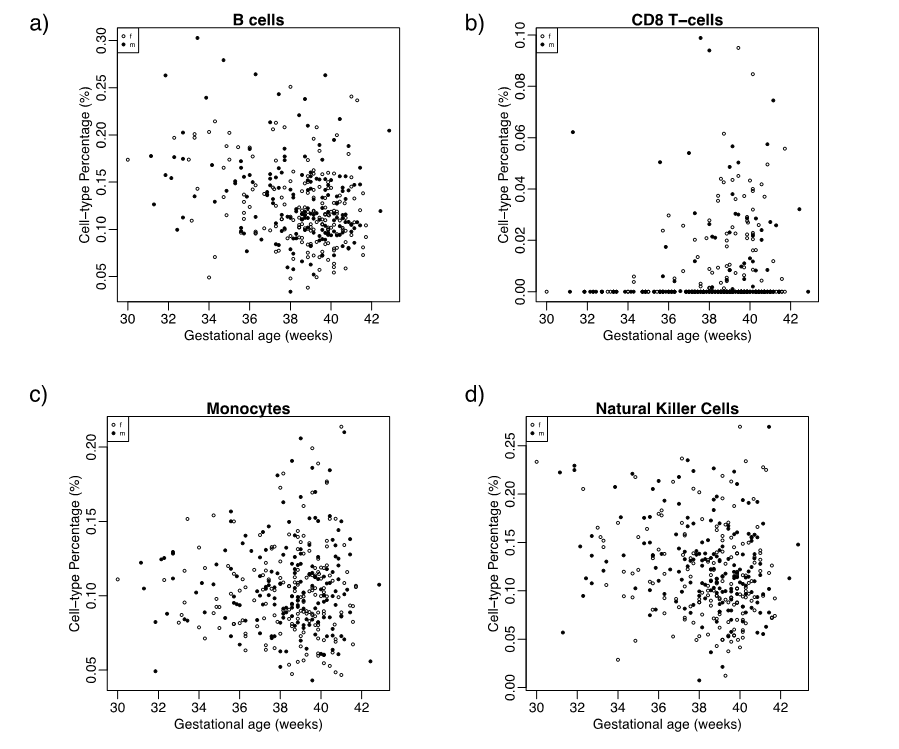 a)
B cells
f
m
0.30
0.25
0.20
0.15
0.10
0.05
Cell−type Percentage (%)
30 32 34 36 38 40 42
Gestational age (weeks)
b)
CD8 T−cells
f
m
0.10
0.08
0.06
0.04
0.02
0.00
Cell−type Percentage (%)
30 32 34 36 38 40 42
Gestational age (weeks)
c)
Monocytes
f
m
0.20
0.15
0.10
0.05
Cell−type Percentage (%)
30 32 34 36 38 40 42
Gestational age (weeks)
d)
Natural Killer Cells
f
m
0.25
0.20
0.15
0.10
0.05
0.00
Cell−type Percentage (%)
30 32 34 36 38 40 42
Gestational age (weeks)